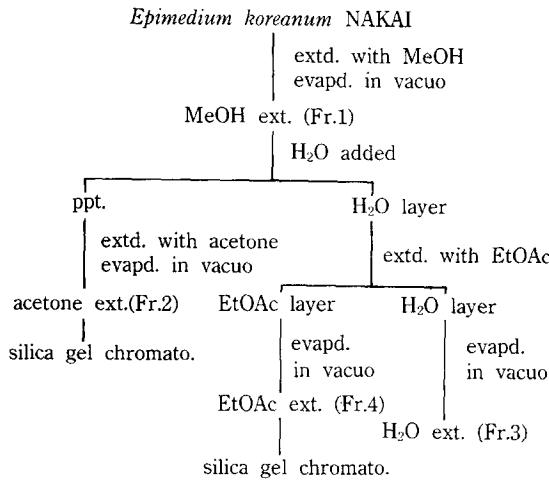 Epimedium koreanum NAKAI
extd. with MeOH
evapd. in vacuo
MeOH ext. (Fr.1)
H₂O added
ppt.
H₂O layer
extd. with acetone
evapd. in vacuo
extd. with EtOAc
acetone ext.(Fr.2)
EtOAc layer
H₂O layer
silica gel chromato.
evapd.
in vacuo
evapd.
in vacuo
EtOAc ext. (Fr.4)
H₂O ext. (Fr.3)
silica gel chromato.